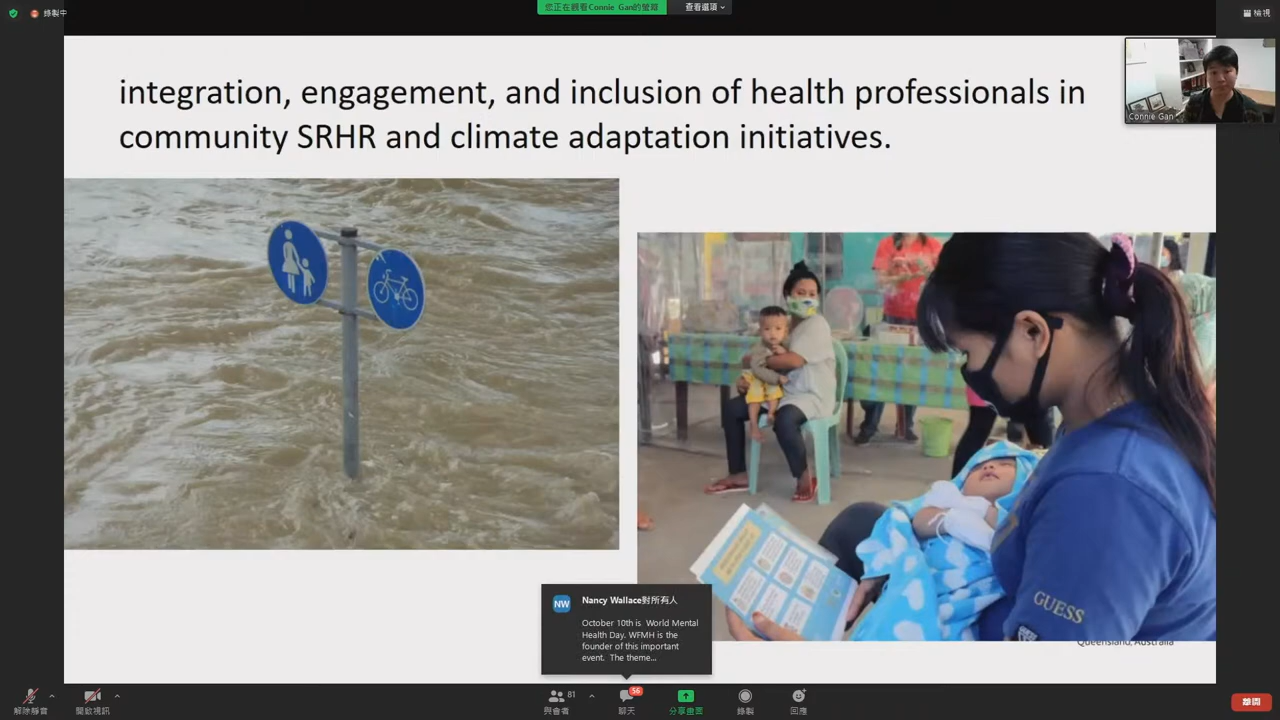 錄製中
您正在觀看Connie Gan的螢幕
查看選項
檢視
integration, engagement, and inclusion of health professionals in
community SRHR and climate adaptation initiatives.
Connie Gan
GUESS
Queensland, Australia
NW
Nancy Wallace對所有人
October 10th is World Mental
Health Day. WFMH is the
founder of this important
event. The theme...
解除靜音
開啟視訊
81
與會者
56
聊天
分享畫面
錄製
回應
離開